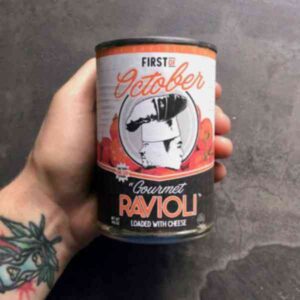 FIRST OF
October
"Gourmet
RAVIOLI"
LOADED WITH CHEESE